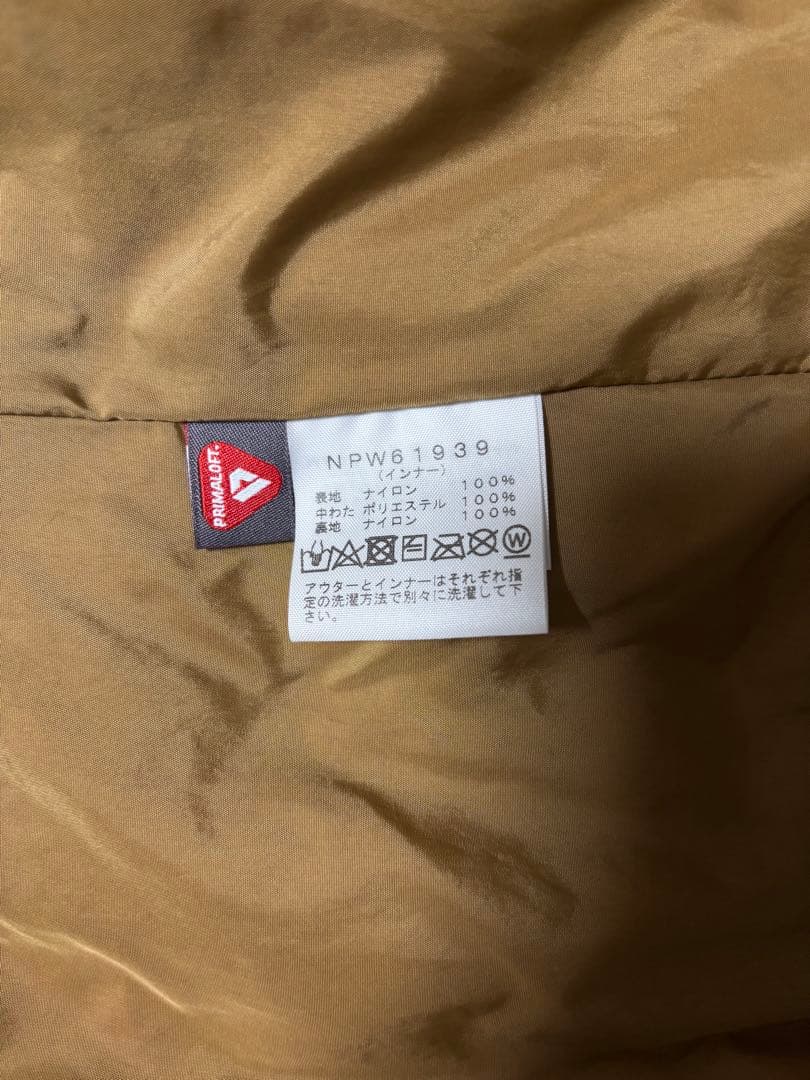 PRIMALOFT
NPW61939
(インナー)
表地 ナイロン 100%
中わた ポリエステル 100%
裏地 ナイロン 100%
W
アウターとインナーはそれぞれ指
定の洗濯方法で別々に洗濯して下
さい。